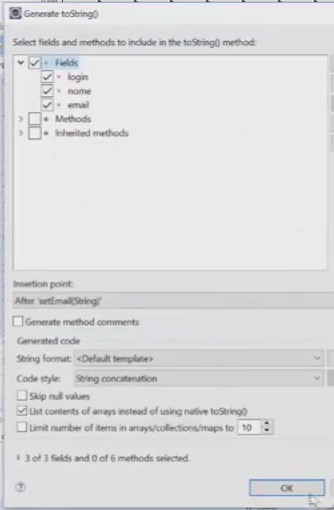 Generate toString()
Select fields and methods to include in the toString() method:
Fields
login
nome
email
Methods
Inherited methods
Insertion point:
After 'setEmail(String)'
Generate method comments
Generated code
String format: <Default template>
Code style: String concatenation
Skip null values
List contents of arrays instead of using native toString()
Limit number of items in arrays/collections/maps to 10
i 3 of 3 fields and 0 of 6 methods selected.
?
OK